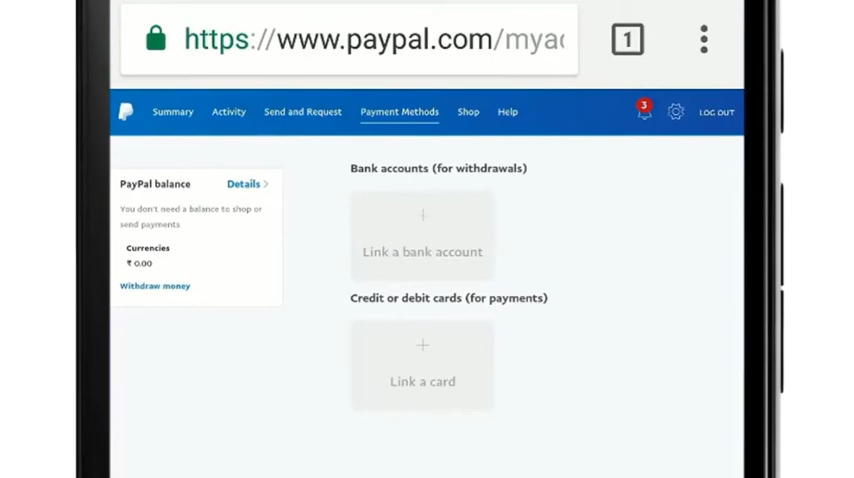 https://www.paypal.com/myac
1
Summary Activity Send and Request Payment Methods Shop Help 3 LOG OUT
Bank accounts (for withdrawals)
PayPal balance Details
You don't need a balance to shop or
send payments
Currencies
₹ 0.00
Withdraw money
+
Link a bank account
Credit or debit cards (for payments)
+
Link a card